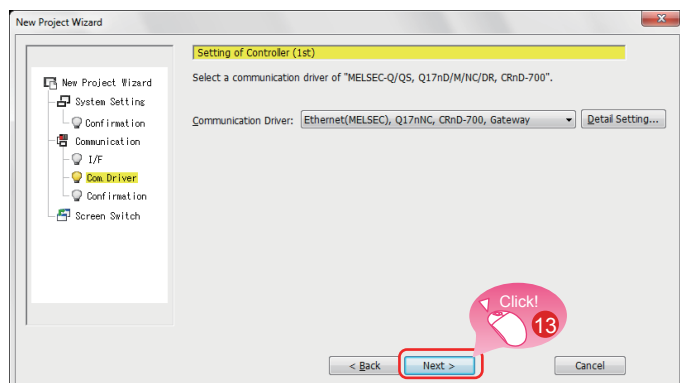 New Project Wizard
Setting of Controller (1st)
Select a communication driver of "MELSEC-Q/QS, Q17nD/M/NC/DR, CRnD-700".
New Project Wizard
System Setting
Confirmation
Communication
I/F
Com. Driver
Confirmation
Screen Switch
Communication Driver: Ethernet(MELSEC), Q17nNC, CRnD-700, Gateway Detail Setting...
Click!
13
< Back Next > Cancel